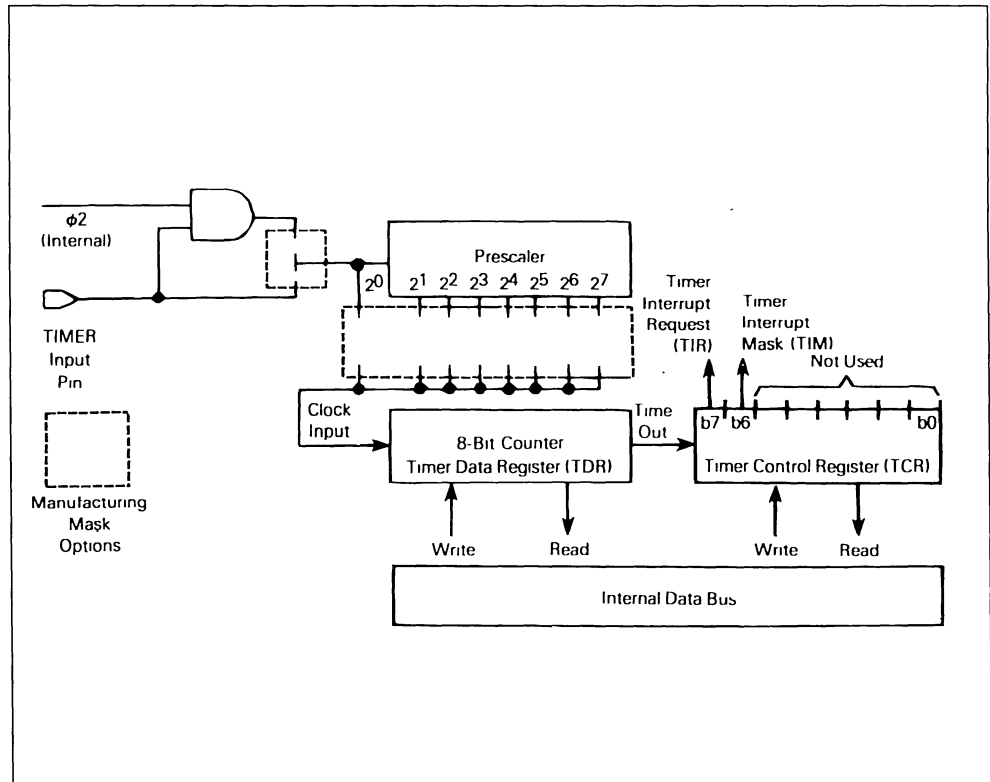 ϕ2
(Internal)
TIMER
Input
Pin
Manufacturing
Mask
Options
Prescaler
2⁰ 2¹ 2² 2³ 2⁴ 2⁵ 2⁶ 2⁷
Timer
Interrupt
Request
(TIR)
Timer
Interrupt
Mask (TIM)
Not Used
Clock
Input
8-Bit Counter
Timer Data Register (TDR)
Time
Out
b7 b6 b0
Timer Control Register (TCR)
Write Read Write Read
Internal Data Bus